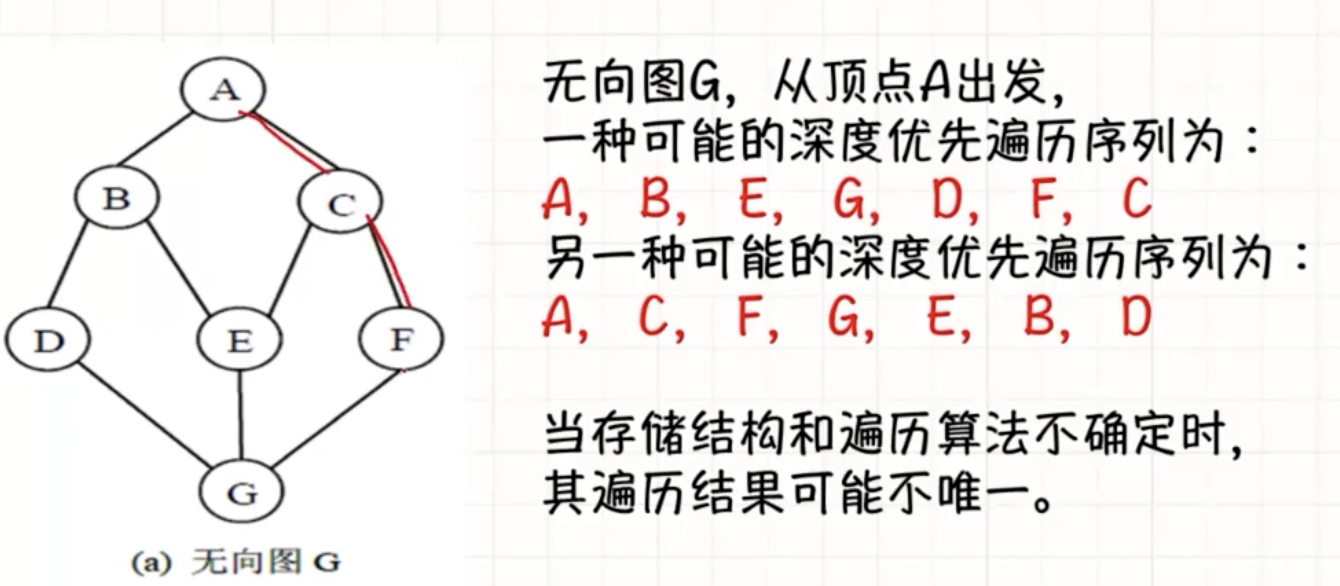 A
B
C
D
E
F
G
(a) 无向图 G
无向图G, 从顶点A出发,
一种可能的深度优先遍历序列为:
A, B, E, G, D, F, C
另一种可能的深度优先遍历序列为:
A, C, F, G, E, B, D
当存储结构和遍历算法不确定时,
其遍历结果可能不唯一。